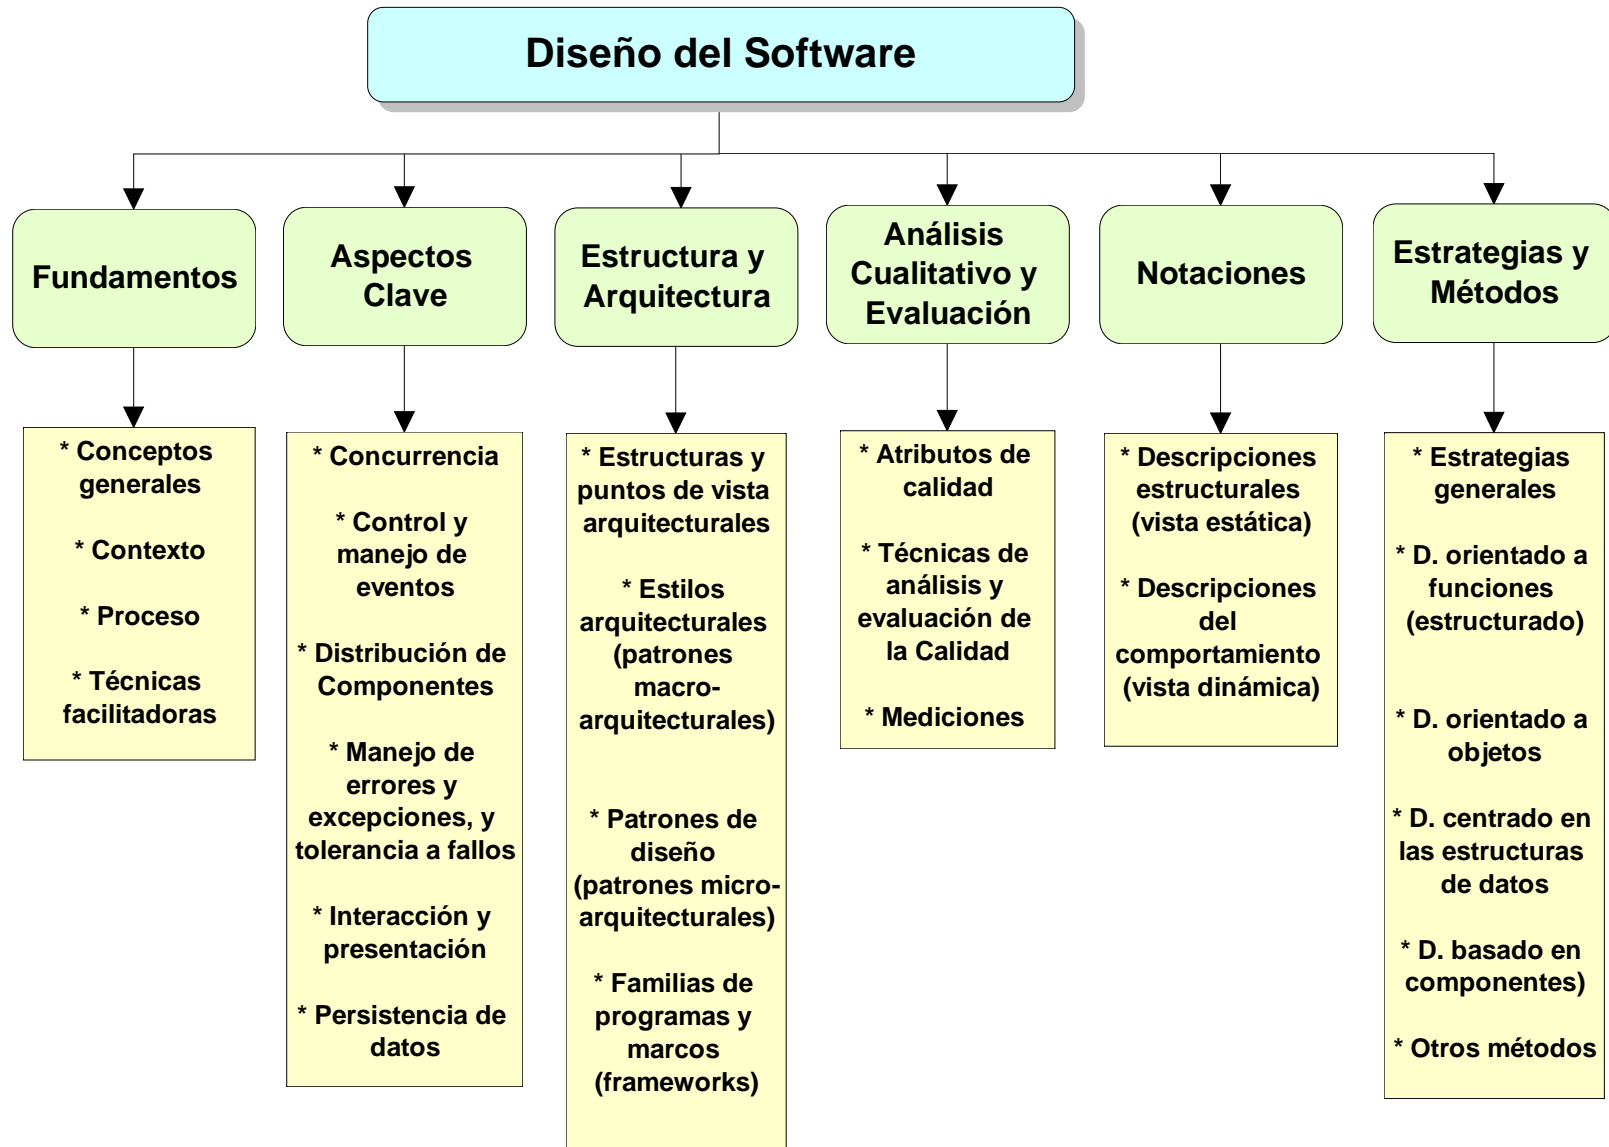 Diseño del Software
Fundamentos
Aspectos
Clave
Estructura y
Arquitectura
Análisis
Cualitativo y
Evaluación
Notaciones
Estrategias y
Métodos
* Conceptos
generales
* Contexto
* Proceso
* Técnicas
facilitadoras
* Concurrencia
* Control y
manejo de
eventos
* Distribución de
Componentes
* Manejo de
errores y
excepciones, y
tolerancia a fallos
* Interacción y
presentación
* Persistencia de
datos
* Estructuras y
puntos de vista
arquitecturales
* Estilos
arquitecturales
(patrones
macro-
arquitecturales)
* Patrones de
diseño
(patrones micro-
arquitecturales)
* Familias de
programas y
marcos
(frameworks)
* Atributos de
calidad
* Técnicas de
análisis y
evaluación de
la Calidad
* Mediciones
* Descripciones
estructurales
(vista estática)
* Descripciones
del
comportamiento
(vista dinámica)
* Estrategias
generales
* D. orientado a
funciones
(estructurado)
* D. orientado a
objetos
* D. centrado en
las estructuras
de datos
* D. basado en
componentes)
* Otros métodos